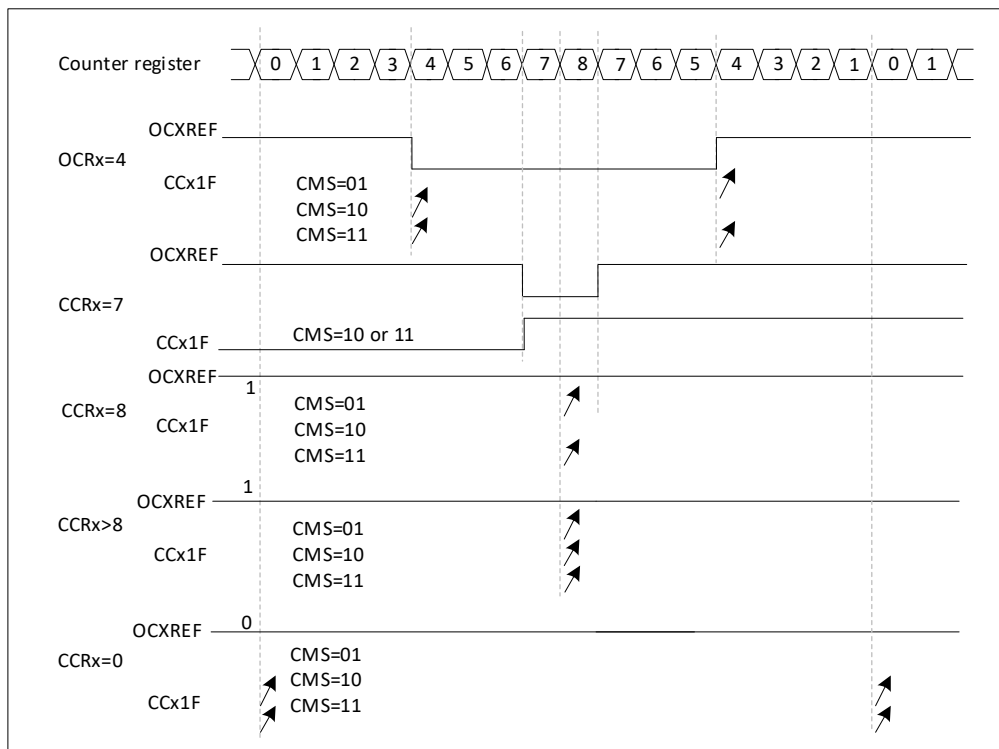 Counter register 0 1 2 3 4 5 6 7 8 7 6 5 4 3 2 1 0 1
OCXREF
OCRx=4
CCx1F
CMS=01
CMS=10
CMS=11
OCXREF
CCRx=7
CCx1F
CMS=10 or 11
OCXREF
1
CCRx=8
CCx1F
CMS=01
CMS=10
CMS=11
OCXREF
1
CCRx>8
CCx1F
CMS=01
CMS=10
CMS=11
OCXREF
0
CCRx=0
CCx1F
CMS=01
CMS=10
CMS=11